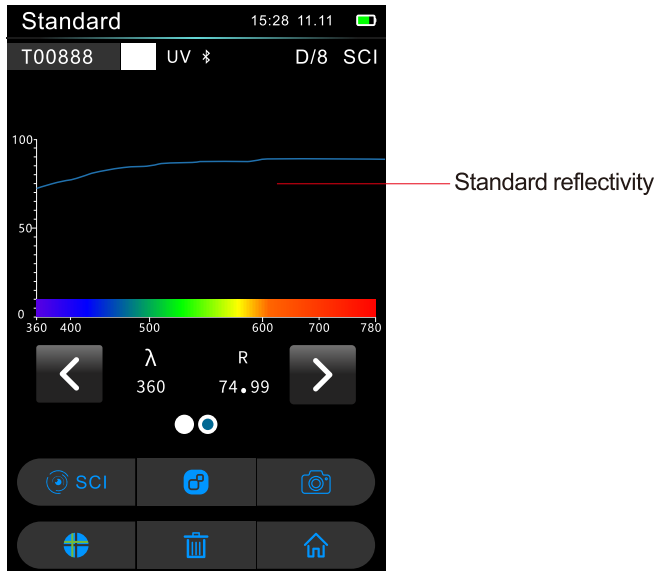 Standard 15:28 11.11
T00888 UV D/8 SCI
100
Standard reflectivity
50
0
360 400 500 600 700 780
λ R
360 74.99
SCI